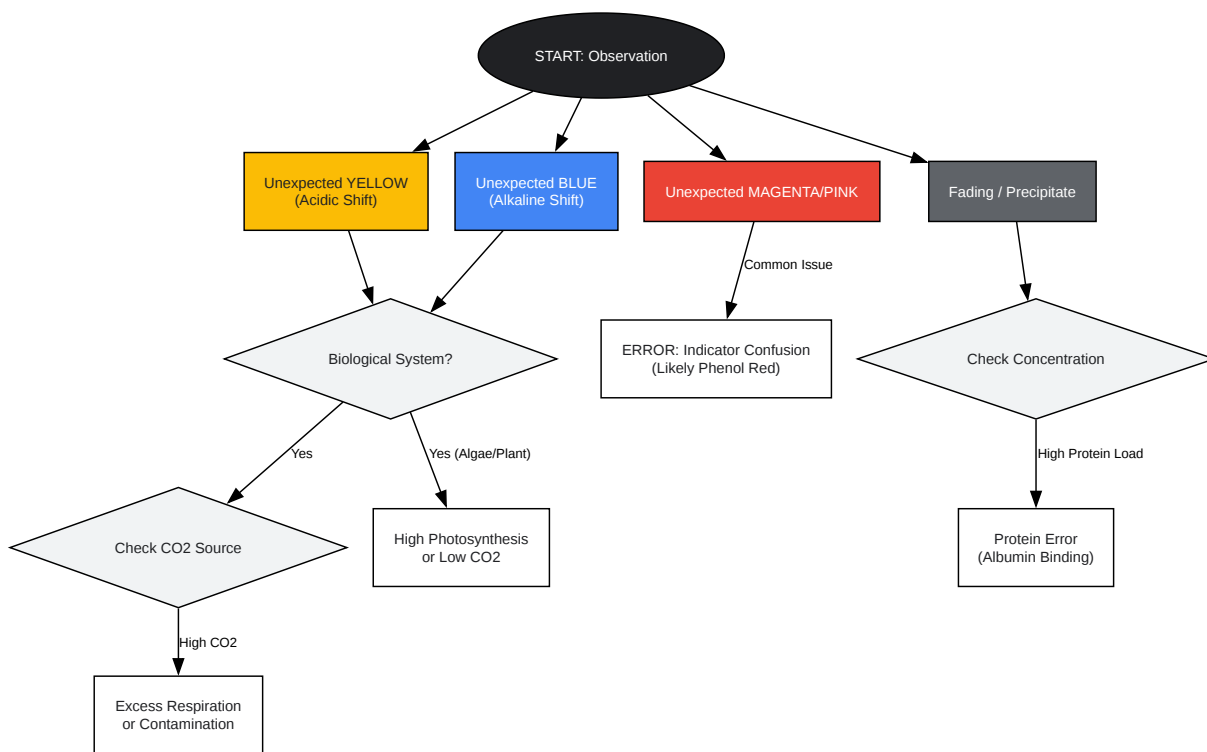 START: Observation
Unexpected YELLOW
(Acidic Shift)
Unexpected BLUE
(Alkaline Shift)
Unexpected MAGENTA/PINK
Fading / Precipitate
Common Issue
Biological System?
ERROR: Indicator Confusion
(Likely Phenol Red)
Check Concentration
Yes
Yes (Algae/Plant)
High Protein Load
Check CO2 Source
High Photosynthesis
or Low CO2
Protein Error
(Albumin Binding)
High CO2
Excess Respiration
or Contamination